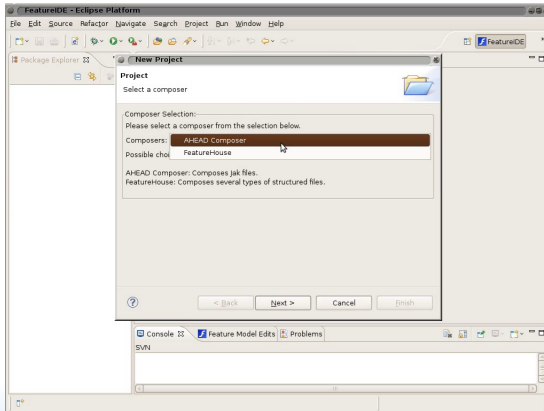 FeatureIDE - Eclipse Platform
File Edit Source Refactor Navigate Search Project Run Window Help
FeatureIDE
Package Explorer
New Project
Project
Select a composer
Composer Selection:
Please select a composer from the selection below.
Composers: AHEAD Composer
FeatureHouse
Possible choi
AHEAD Composer: Composes Jak files.
FeatureHouse: Composes several types of structured files.
< Back Next > Cancel Finish
Console Feature Model Edits Problems
SVN